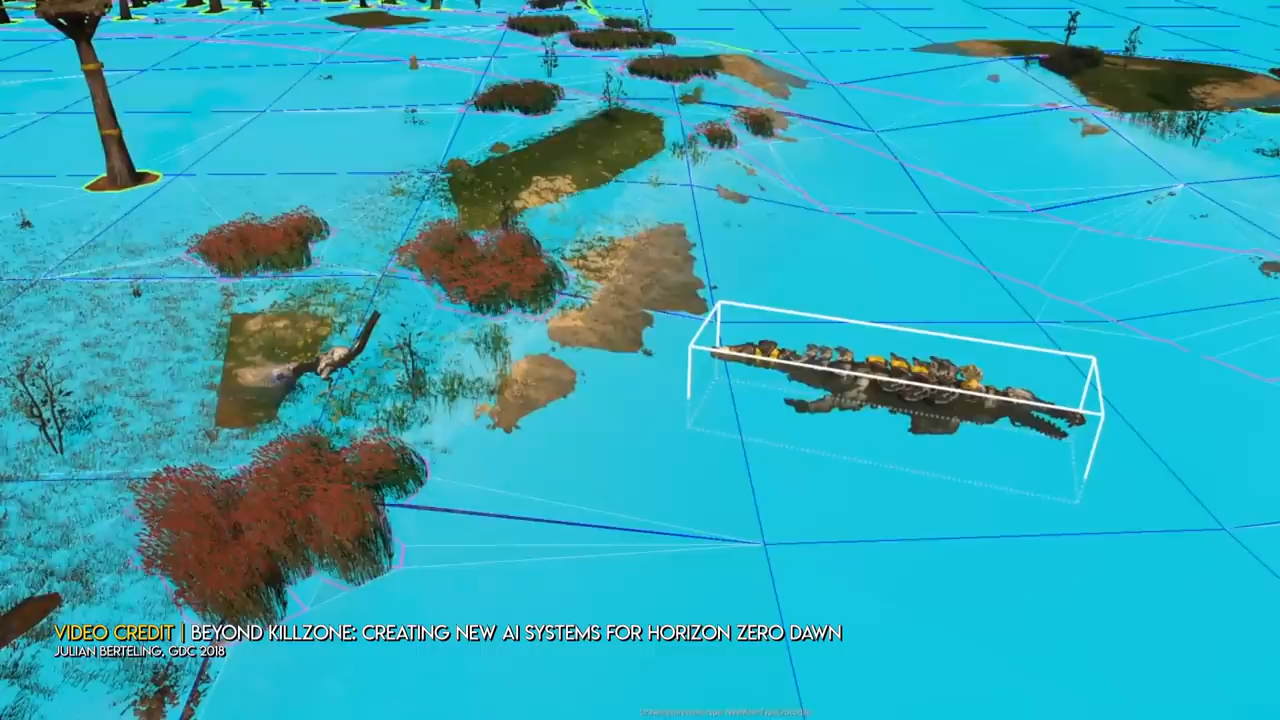 VIDEO CREDIT | BEYOND KILLZONE: CREATING NEW AI SYSTEMS FOR HORIZON ZERO DAWN
JULIAN BERTELING, GDC 2018